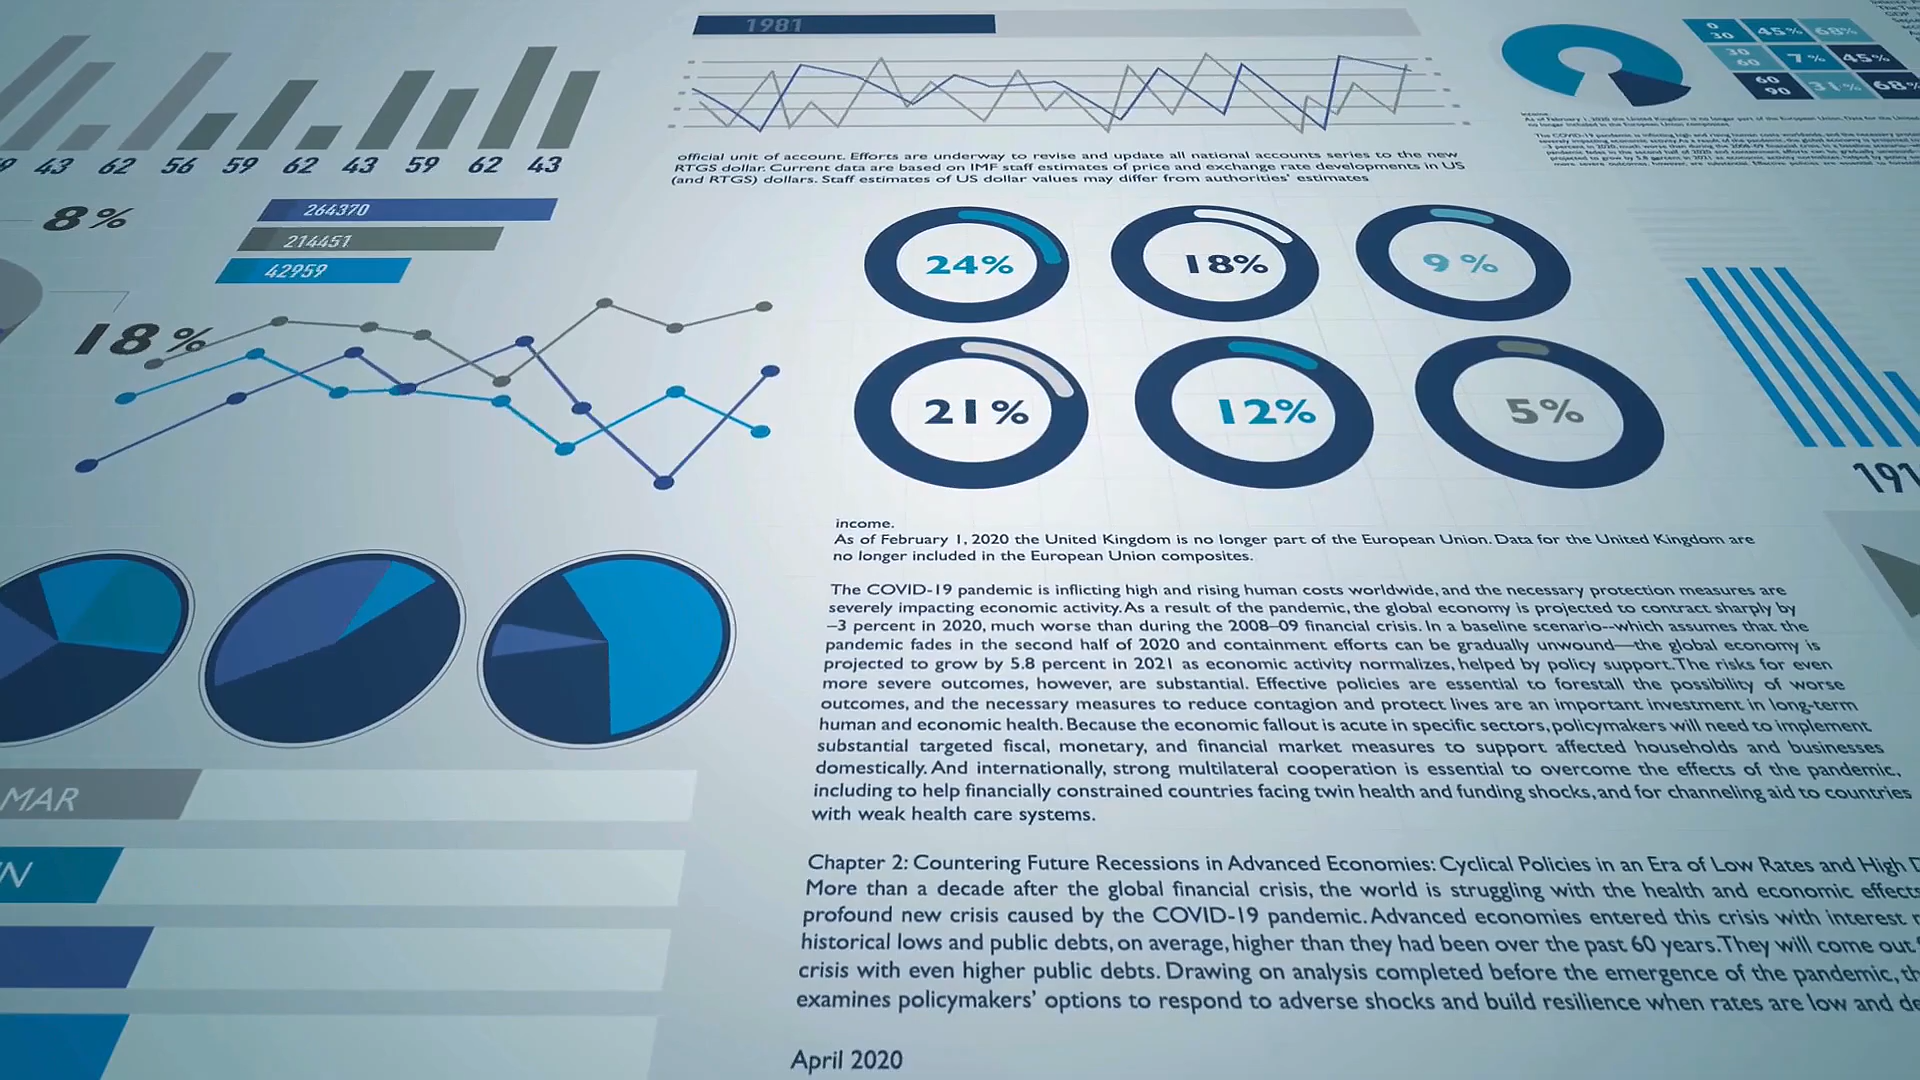 1981
43 62 56 59 62 43 59 62 43
0
30
45%
68%
30
60
7%
45%
60
90
31%
68%
official unit of account. Efforts are underway to revise and update all national accounts series to the new
RTGS dollar. Current data are based on IMF staff estimates of price and exchange rate developments in US
(and RTGS) dollars. Staff estimates of US dollar values may differ from authorities' estimates
8%
264370
214451
42959
18%
24%
18%
9%
21%
12%
5%
191
income.
As of February 1, 2020 the United Kingdom is no longer part of the European Union. Data for the United Kingdom are
no longer included in the European Union composites.
The COVID-19 pandemic is inflicting high and rising human costs worldwide, and the necessary protection measures are
severely impacting economic activity. As a result of the pandemic, the global economy is projected to contract sharply by
–3 percent in 2020, much worse than during the 2008–09 financial crisis. In a baseline scenario--which assumes that the
pandemic fades in the second half of 2020 and containment efforts can be gradually unwound—the global economy is
projected to grow by 5.8 percent in 2021 as economic activity normalizes, helped by policy support. The risks for even
more severe outcomes, however, are substantial. Effective policies are essential to forestall the possibility of worse
outcomes, and the necessary measures to reduce contagion and protect lives are an important investment in long-term
human and economic health. Because the economic fallout is acute in specific sectors, policymakers will need to implement
substantial targeted fiscal, monetary, and financial market measures to support affected households and businesses
domestically. And internationally, strong multilateral cooperation is essential to overcome the effects of the pandemic,
including to help financially constrained countries facing twin health and funding shocks, and for channeling aid to countries
with weak health care systems.
MAR
Chapter 2: Countering Future Recessions in Advanced Economies: Cyclical Policies in an Era of Low Rates and High
More than a decade after the global financial crisis, the world is struggling with the health and economic effects
profound new crisis caused by the COVID-19 pandemic. Advanced economies entered this crisis with interest
historical lows and public debts, on average, higher than they had been over the past 60 years. They will come out
crisis with even higher public debts. Drawing on analysis completed before the emergence of the pandemic,
examines policymakers' options to respond to adverse shocks and build resilience when rates are low and
April 2020